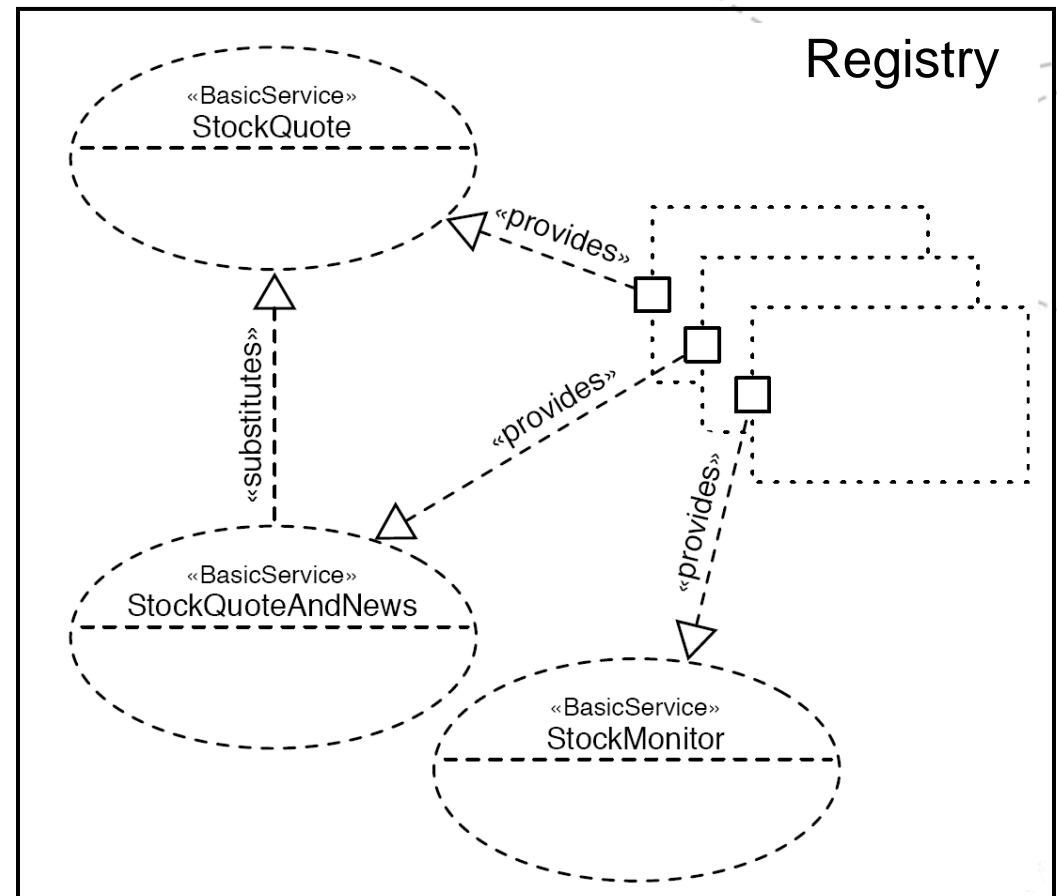 Registry
«BasicService»
StockQuote
«provides»
«substitutes»
«provides»
«provides»
«BasicService»
StockQuoteAndNews
«BasicService»
StockMonitor